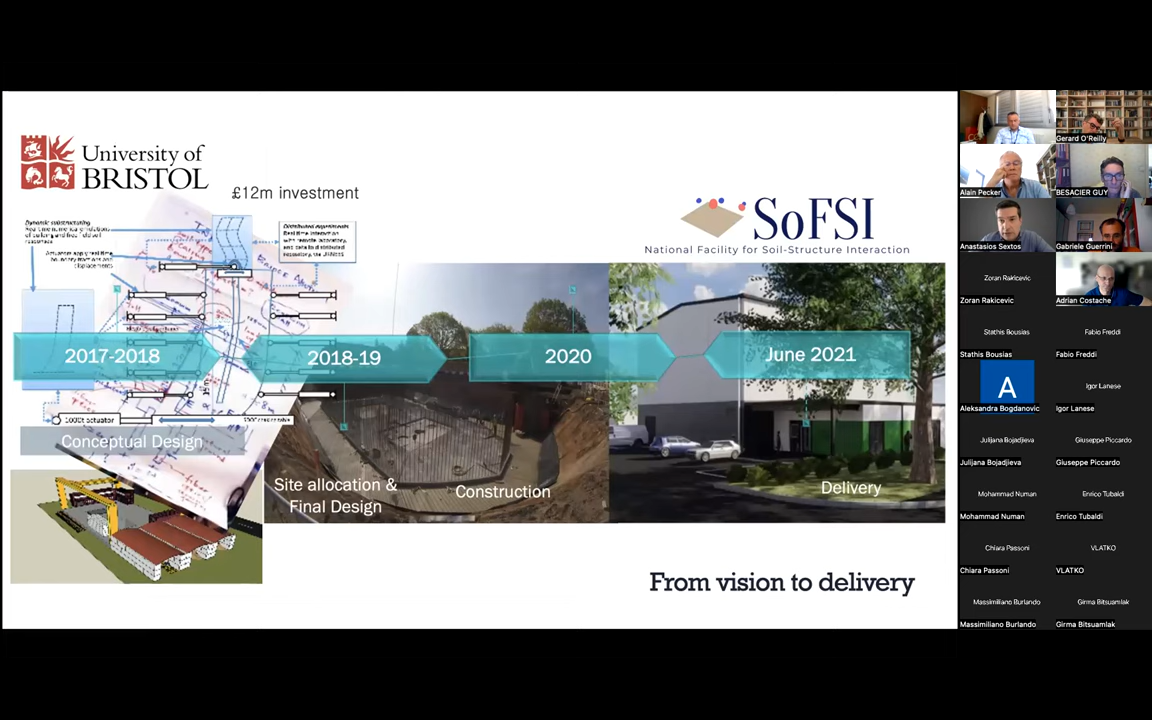 University of
BRISTOL
£12m investment
SoFSI
National Facility for Soil-Structure Interaction
Dynamic substructuring
Distributed experiments
2017-2018
2018-19
2020
June 2021
Conceptual Design
Site allocation &
Final Design
Construction
Delivery
From vision to delivery
Gerard O'Reilly
Alain Pecker
BESACIER GUY
Anastasios Sextos
Gabriele Guerrini
Zoran Rakicevic
Zoran Rakicevic
Adrian Costache
Stathis Bousias
Fabio Freddi
Stathis Bousias
Fabio Freddi
A
Igor Lanese
Aleksandra Bogdanovic
Igor Lanese
Julijana Bojadjieva
Giuseppe Piccardo
Julijana Bojadjieva
Giuseppe Piccardo
Mohammad Numan
Enrico Tubaldi
Mohammad Numan
Enrico Tubaldi
Chiara Passoni
VLATKO
Chiara Passoni
VLATKO
Massimiliano Burlando
Girma Bitsuamlak
Massimiliano Burlando
Girma Bitsuamlak